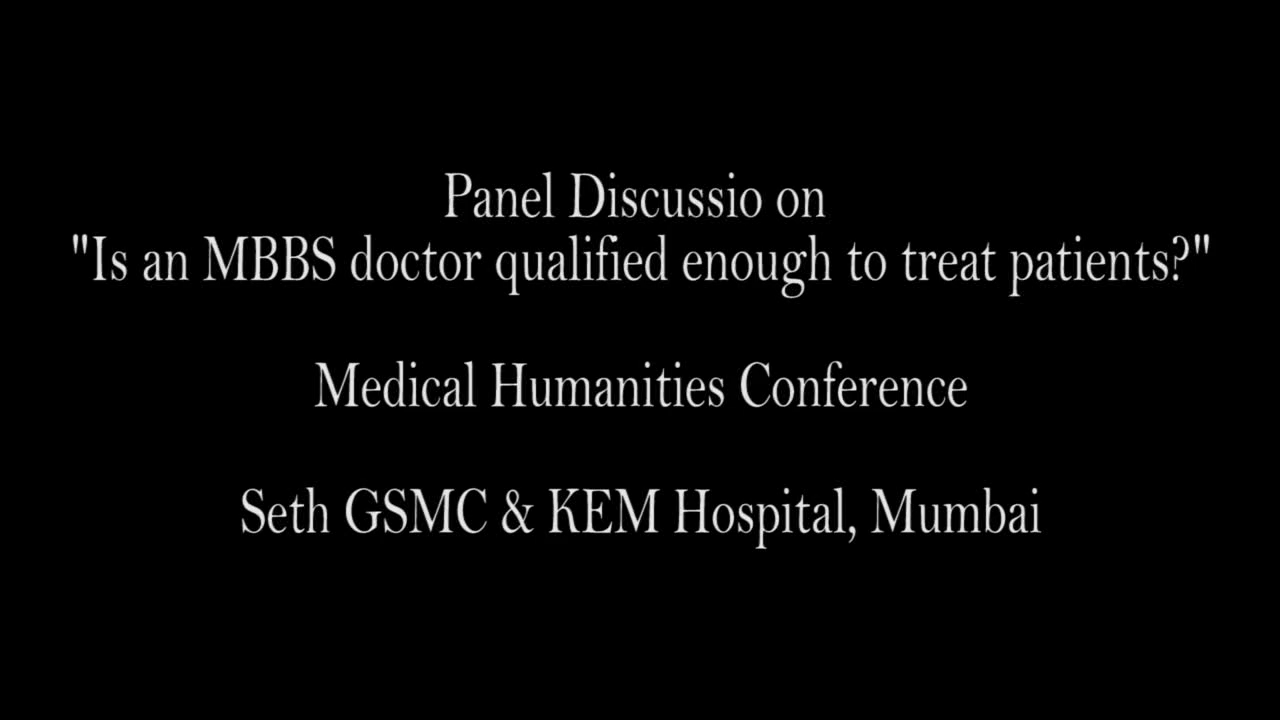 Panel Discussio on
"Is an MBBS doctor qualified enough to treat patients?"
Medical Humanities Conference
Seth GSMC & KEM Hospital, Mumbai